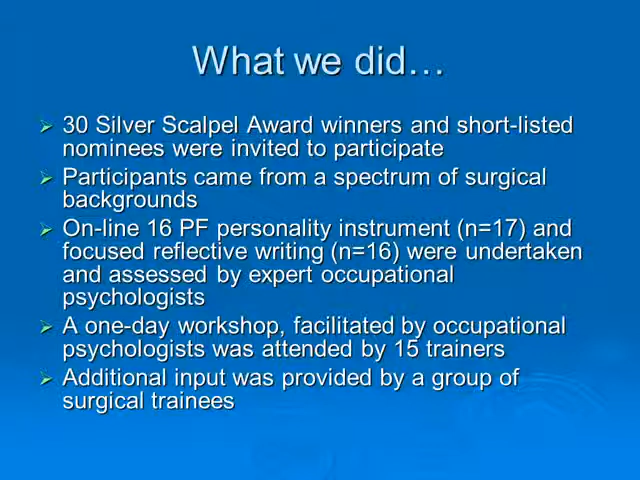 What we did…
30 Silver Scalpel Award winners and short-listed
nominees were invited to participate
Participants came from a spectrum of surgical
backgrounds
On-line 16 PF personality instrument (n=17) and
focused reflective writing (n=16) were undertaken
and assessed by expert occupational
psychologists
A one-day workshop, facilitated by occupational
psychologists was attended by 15 trainers
Additional input was provided by a group of
surgical trainees